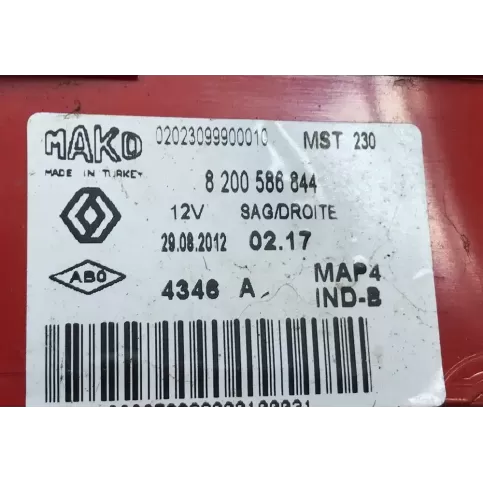 MAKO 02023099900010 MST 230
MADE IN TURKEY
8 200 586 844
12V SAG/DROITE
29.08.2012 02.17
ABO
4346 A MAP4
IND-B